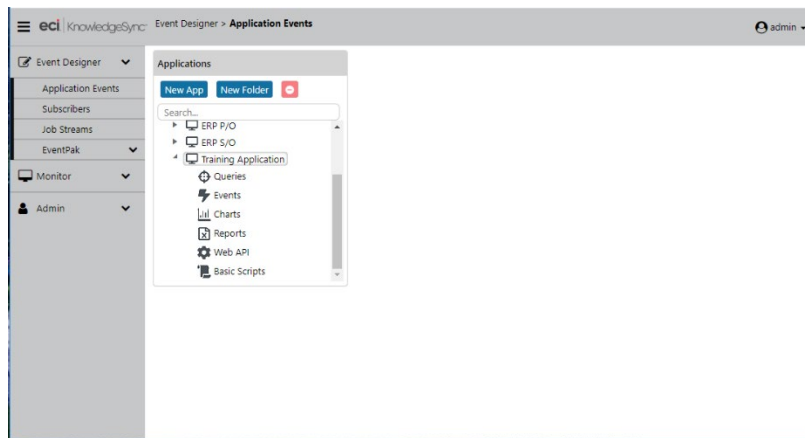 eci KnowledgeSync
Event Designer > Application Events
admin
Event Designer
Application Events
Subscribers
Job Streams
EventPak
Monitor
Admin
Applications
New App
New Folder
Search...
ERP P/O
ERP S/O
Training Application
Queries
Events
Charts
Reports
Web API
Basic Scripts